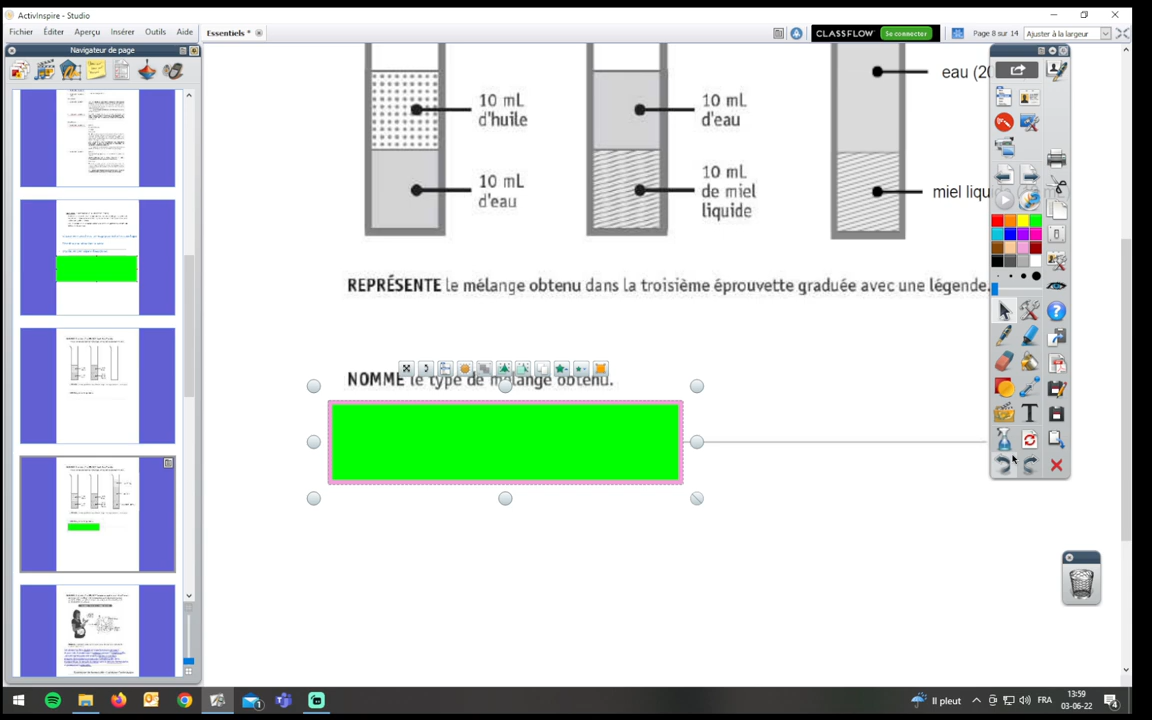 ActivInspire - Studio
Fichier Éditer Aperçu Insérer Outils Aide
Essentiels *
CLASSFLOW Se connecter
Page 8 sur 14
Ajuster à la largeur
Navigateur de page
10 mL
d'huile
10 mL
d'eau
10 mL
d'eau
10 mL
de miel
liquide
eau (20
miel liqu
REPRÉSENTE le mélange obtenu dans la troisième éprouvette graduée avec une légende.
NOMME le type de mélange obtenu.
Il pleut
FRA
13:59
03-06-22
1
4